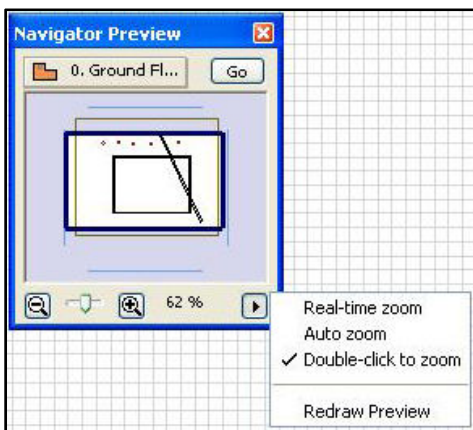 Navigator Preview
0. Ground Fl... Go
62 %
Real-time zoom
Auto zoom
Double-click to zoom
Redraw Preview